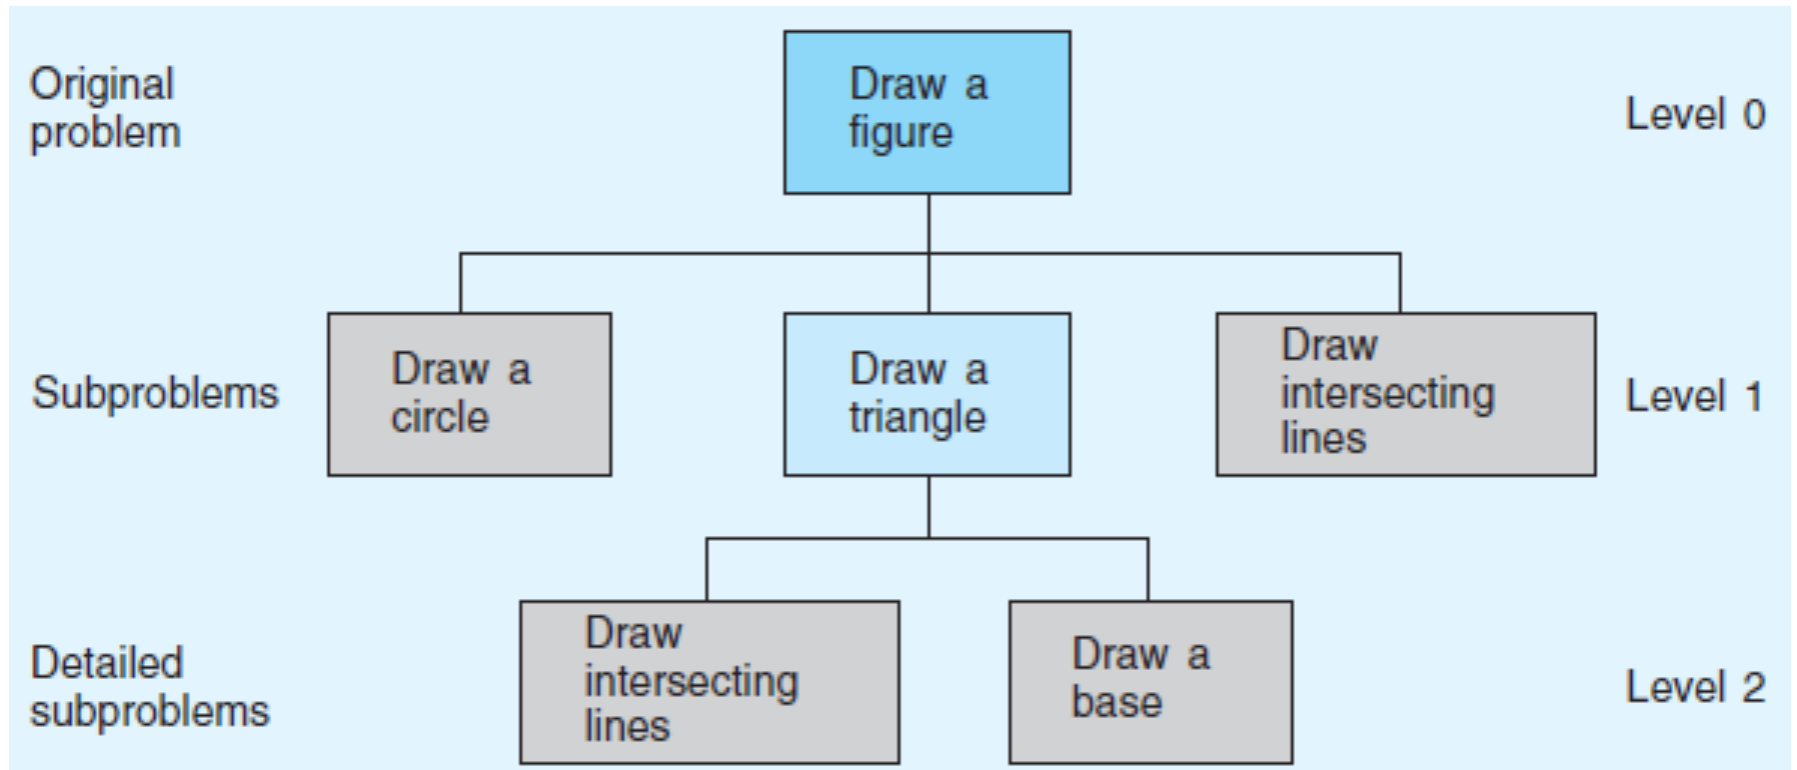 Original
problem
Draw a
figure
Level 0
Subproblems
Draw a
circle
Draw a
triangle
Draw
intersecting
lines
Level 1
Detailed
subproblems
Draw
intersecting
lines
Draw a
base
Level 2